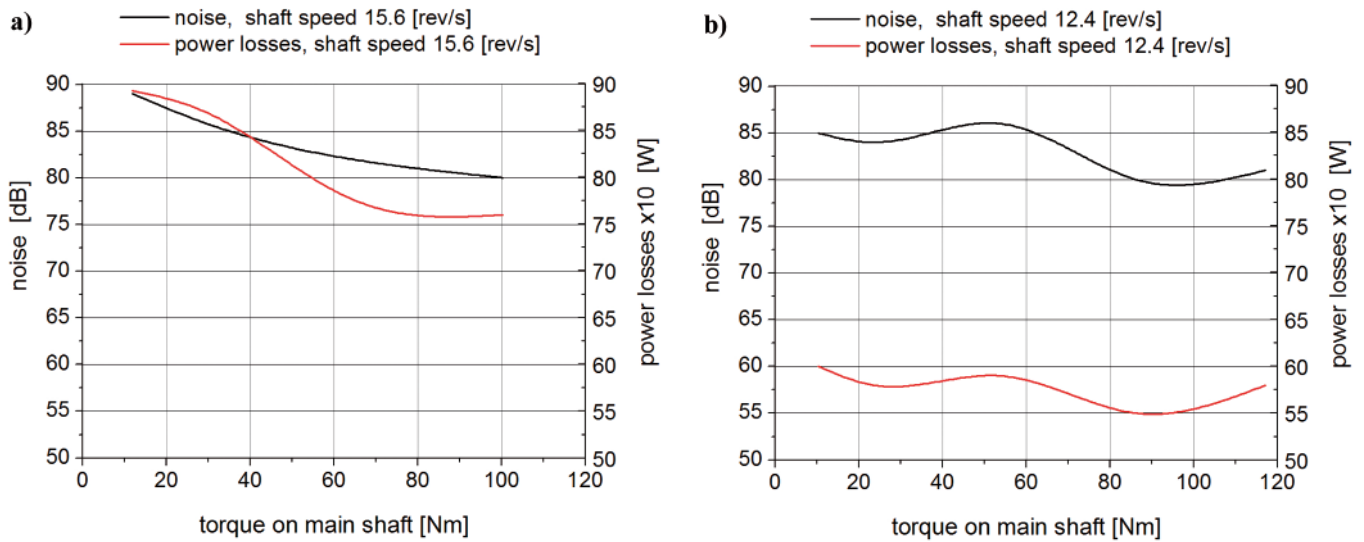 a)
noise, shaft speed 15.6 [rev/s]
power losses, shaft speed 15.6 [rev/s]
90
85
80
75
70
65
60
55
50
noise [dB]
90
85
80
75
70
65
60
55
50
power losses x10 [W]
0 20 40 60 80 100 120
torque on main shaft [Nm]
b)
noise, shaft speed 12.4 [rev/s]
power losses, shaft speed 12.4 [rev/s]
90
85
80
75
70
65
60
55
50
noise [dB]
90
85
80
75
70
65
60
55
50
power losses x10 [W]
0 20 40 60 80 100 120
torque on main shaft [Nm]